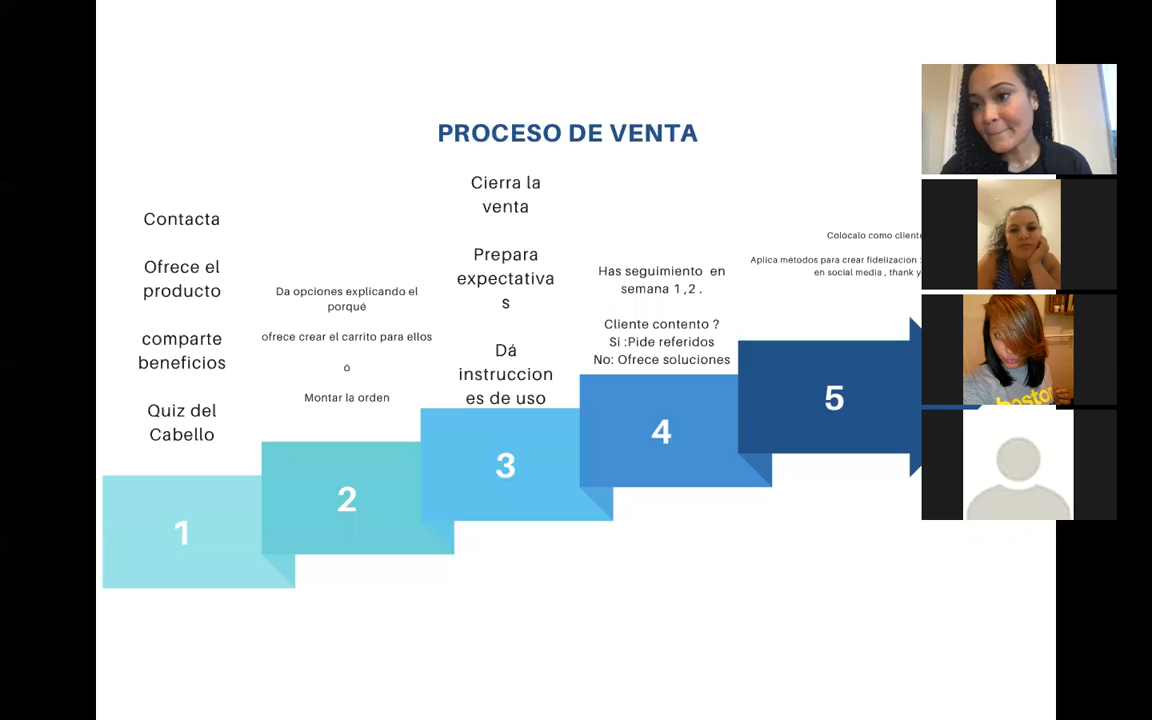 PROCESO DE VENTA
Contacta
Ofrece el
producto
comparte
beneficios
Quiz del
Cabello
1
Da opciones explicando el
porqué
ofrece crear el carrito para ellos
ó
Montar la orden
2
Cierra la
venta
Prepara
expectativa
s
Dá
instruccion
es de uso
3
Has seguimiento en
semana 1 ,2 .
Cliente contento ?
Si :Pide referidos
No: Ofrece soluciones
4
Colócalo como cliente
Aplica métodos para crear fidelizacion :
en social media , thank y
5
boston